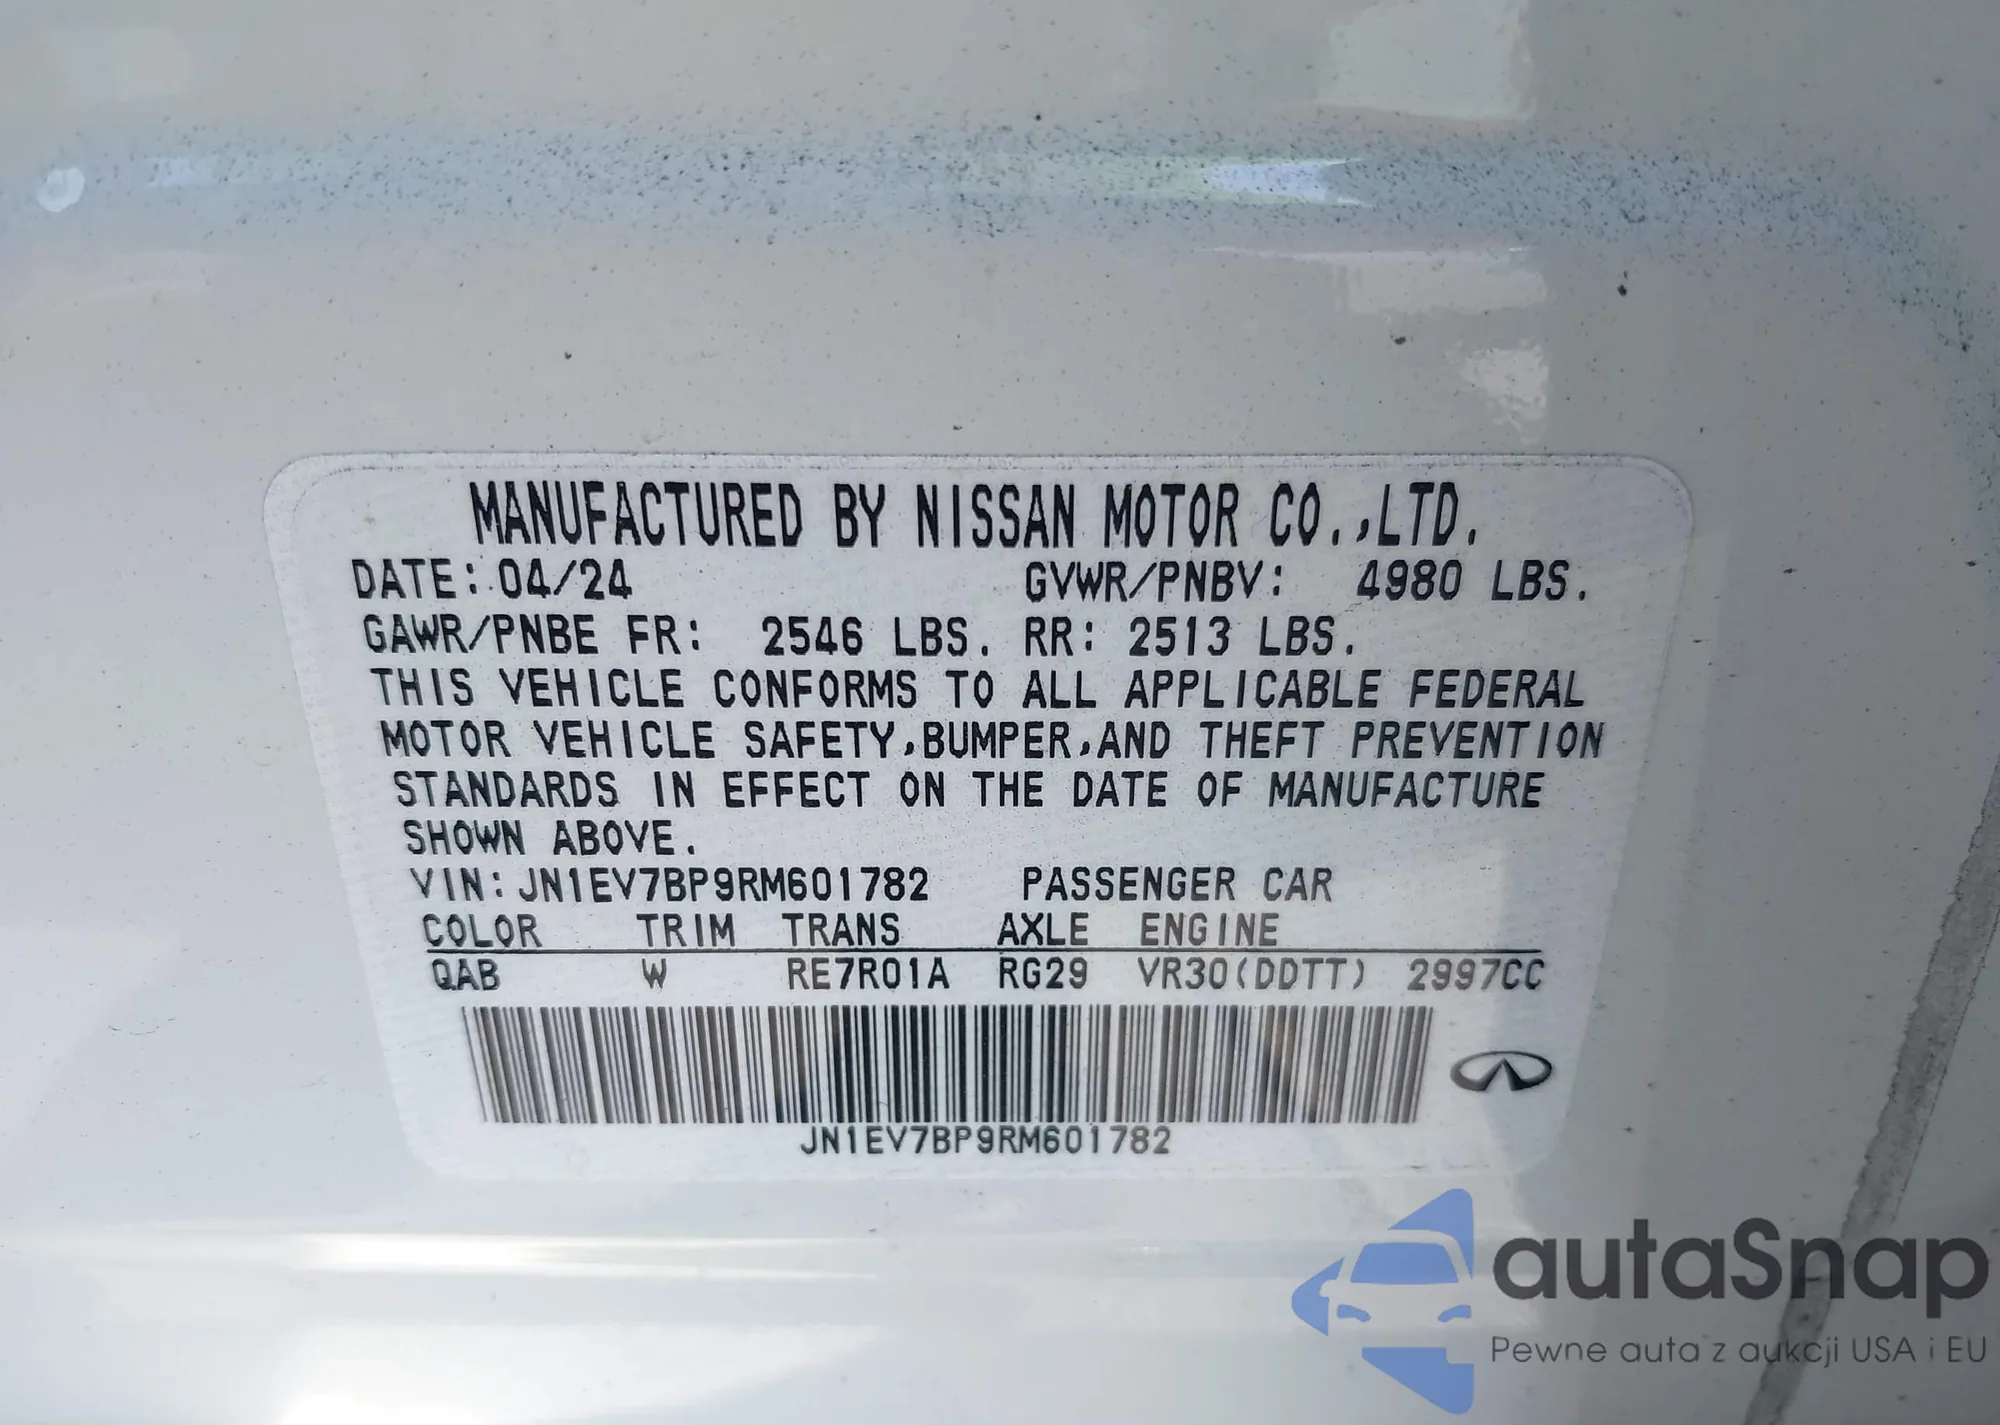 MANUFACTURED BY NISSAN MOTOR CO.,LTD.
DATE: 04/24 GVWR/PNBV: 4980 LBS.
GAWR/PNBE FR: 2546 LBS. RR: 2513 LBS.
THIS VEHICLE CONFORMS TO ALL APPLICABLE FEDERAL
MOTOR VEHICLE SAFETY,BUMPER,AND THEFT PREVENTION
STANDARDS IN EFFECT ON THE DATE OF MANUFACTURE
SHOWN ABOVE.
VIN:JN1EV7BP9RM601782 PASSENGER CAR
COLOR TRIM TRANS AXLE ENGINE
QAB W RE7R01A RG29 VR30(DDTT) 2997CC
JN1EV7BP9RM601782
autaSnap
Pewne auta z aukcji USA i EU